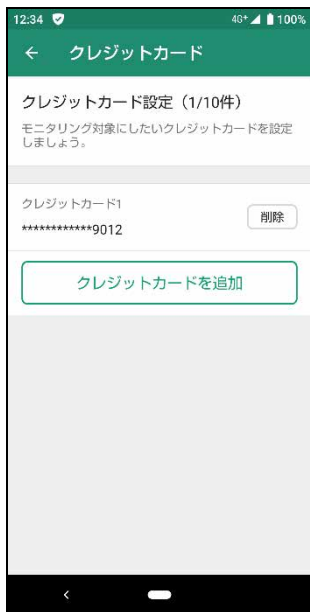 12:34 4G+ 100%
← クレジットカード
クレジットカード設定（1/10件）
モニタリング対象にしたいクレジットカードを設定
しましょう。
クレジットカード1
************9012
削除
クレジットカードを追加